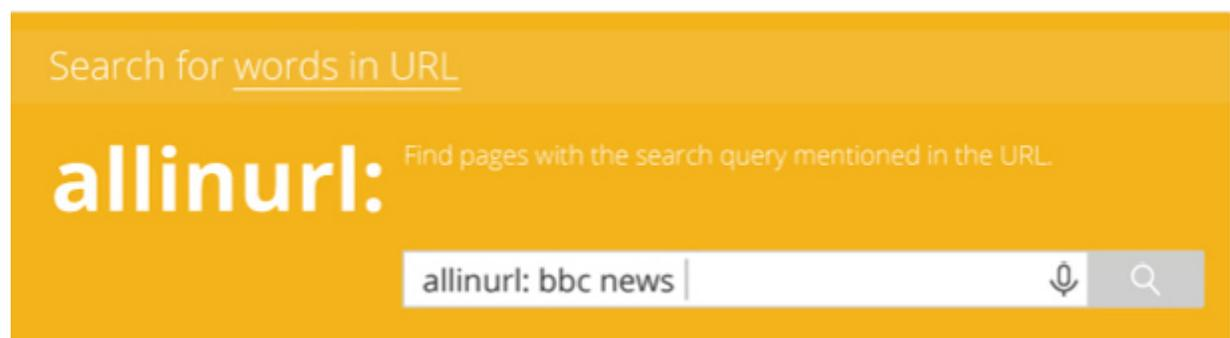 Search for words in URL
allinurl:
Find pages with the search query mentioned in the URL.
allinurl: bbc news